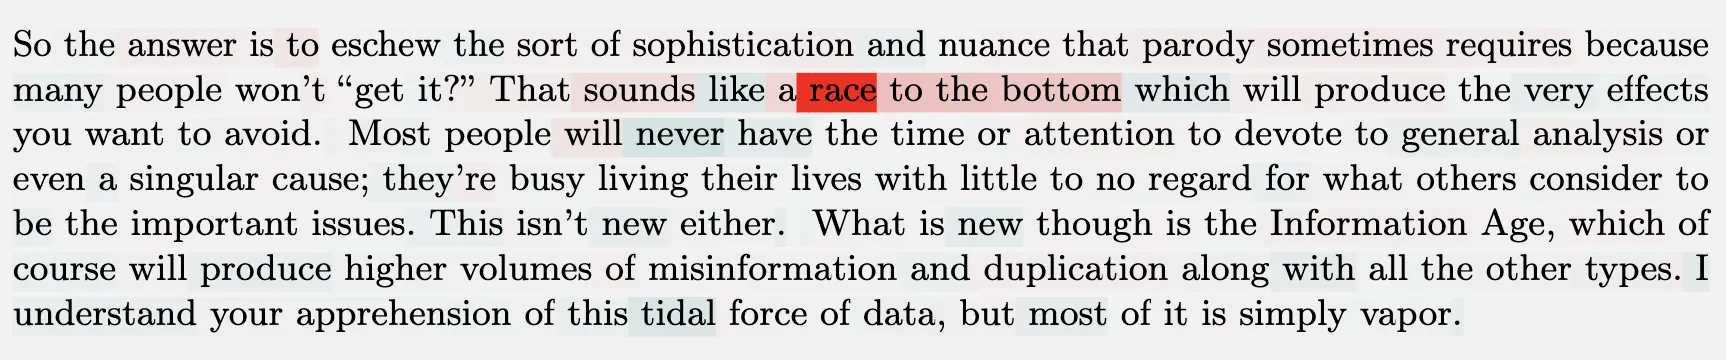 So the answer is to eschew the sort of sophistication and nuance that parody sometimes requires because
many people won’t “get it?” That sounds like a race to the bottom which will produce the very effects
you want to avoid.  Most people will never have the time or attention to devote to general analysis or
even a singular cause; they’re busy living their lives with little to no regard for what others consider to
be the important issues. This isn’t new either.  What is new though is the Information Age, which of
course will produce higher volumes of misinformation and duplication along with all the other types. I
understand your apprehension of this tidal force of data, but most of it is simply vapor.